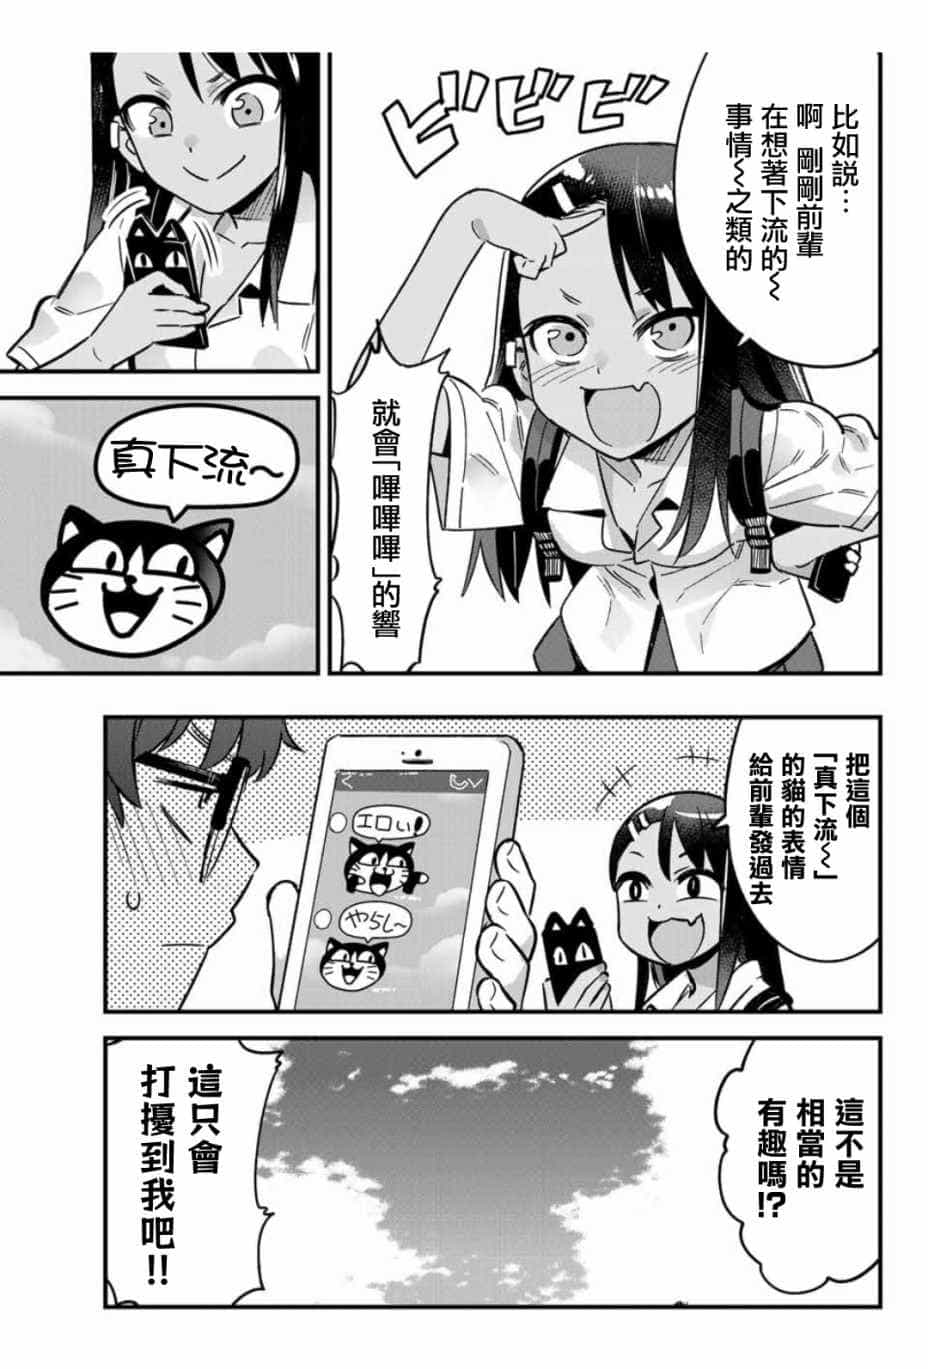 比如説…
啊 剛剛前輩
在想著下流的~
事情~之類的
ビビビ
就會「嗶嗶嗶」的響
真下流~
把這個
「真下流~」
的貓的表情
給前輩發過去
エロい!
やらし~
這不是
相當的
有趣嗎!?
這只會
打擾到我吧!!